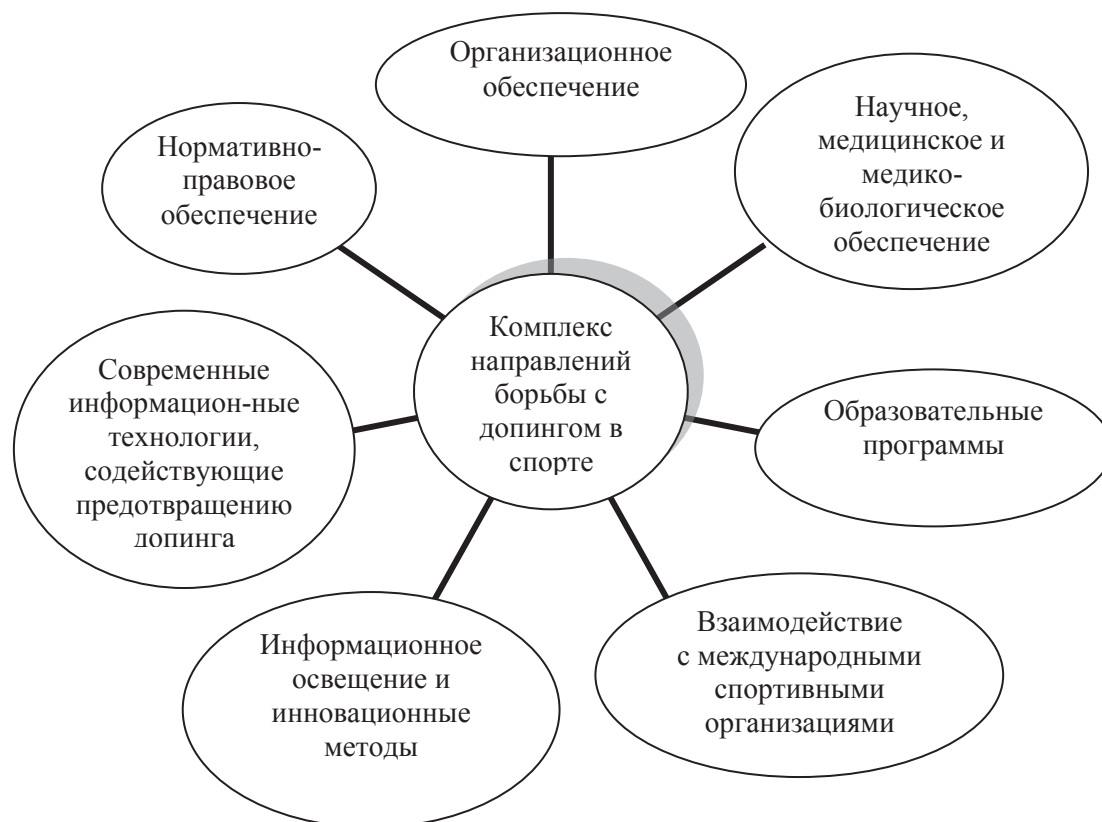 Организационное
обеспечение
Научное,
медицинское и
медико-
биологическое
обеспечение
Нормативно-
правовое
обеспечение
Комплекс
направлений
борьбы с
допингом в
спорте
Современные
информацион-ные
технологии,
содействующие
предотвращению
допинга
Образовательные
программы
Информационное
освещение и
инновационные
методы
Взаимодействие
с международными
спортивными
организациями